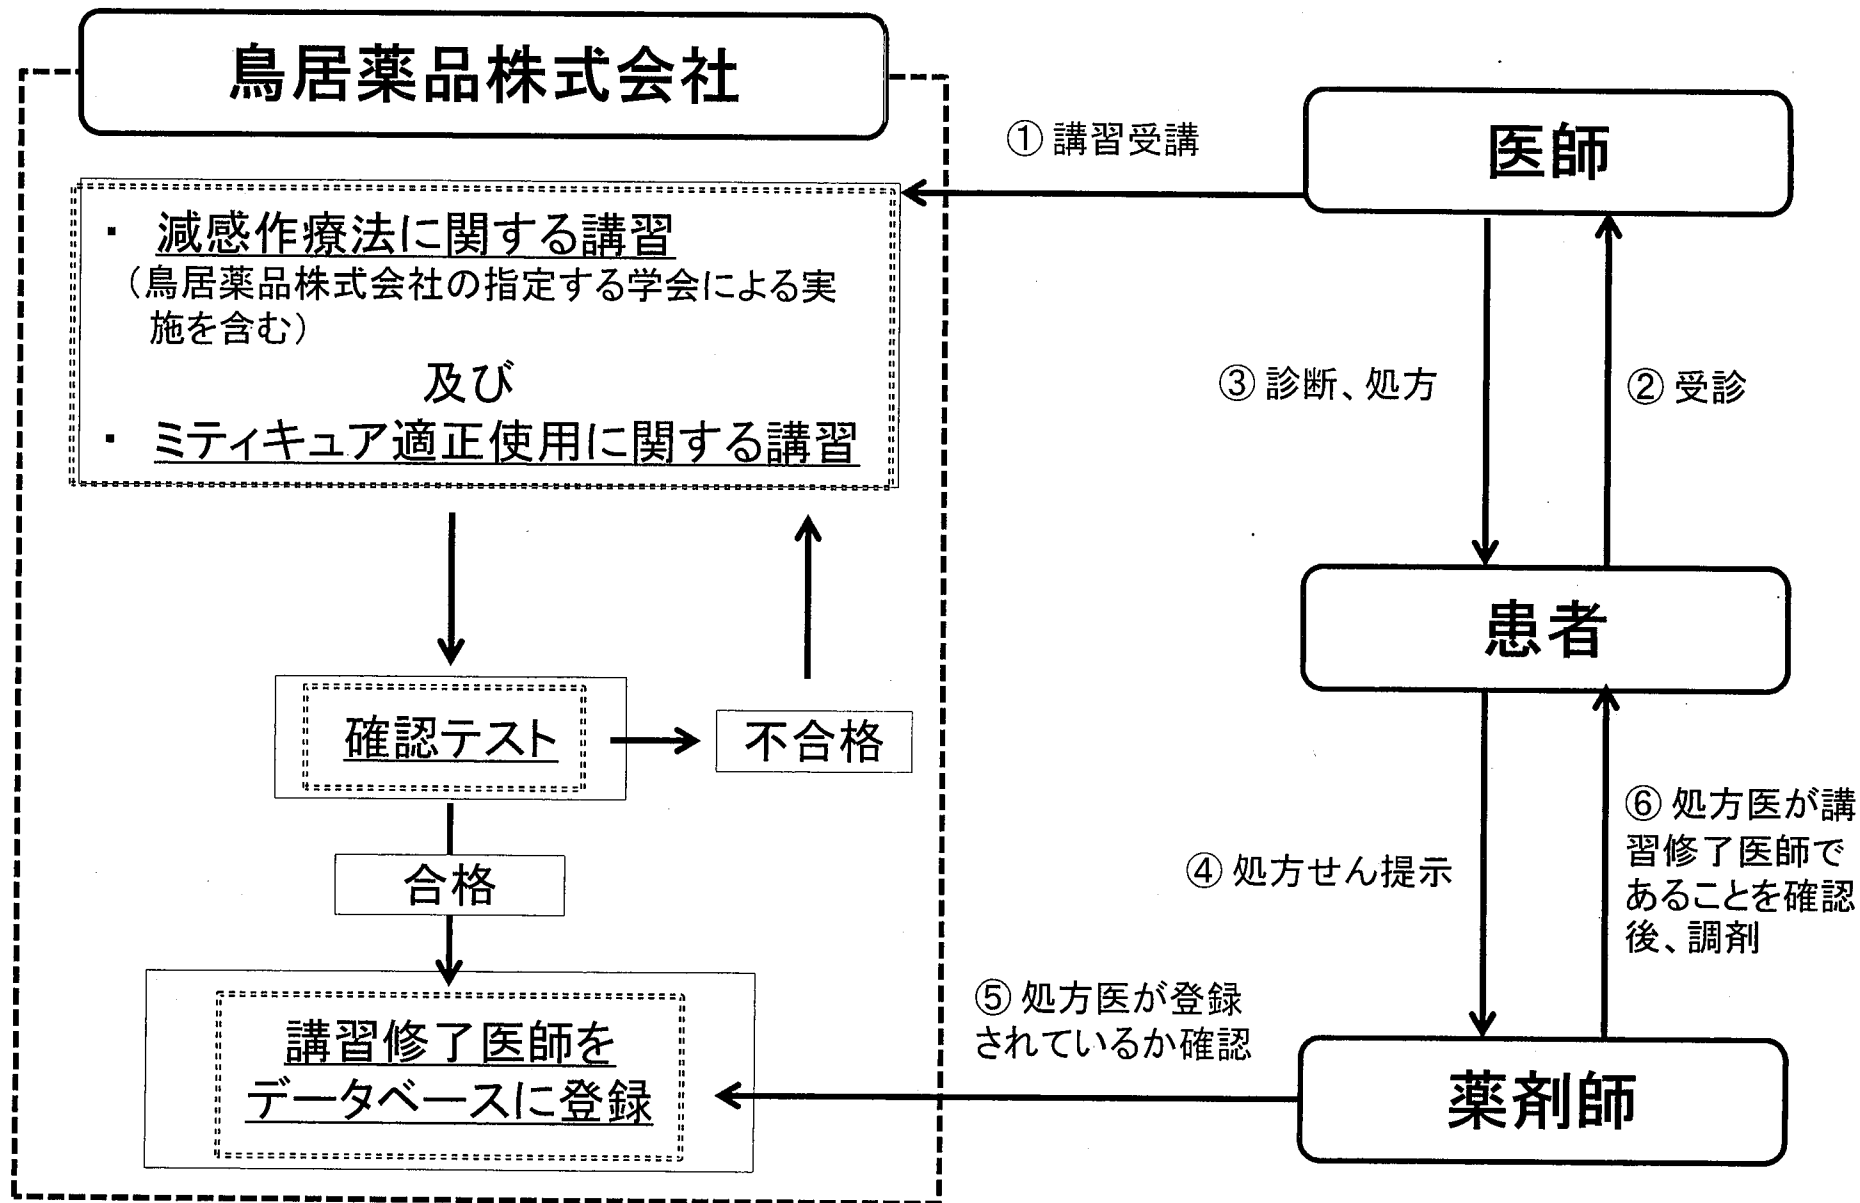 鳥居薬品株式会社
・ 減感作療法に関する講習
（鳥居薬品株式会社の指定する学会による実
施を含む）
及び
・ ミティキュア適正使用に関する講習
確認テスト
不合格
合格
講習修了医師を
データベースに登録
① 講習受講
医師
③ 診断、処方
② 受診
患者
④ 処方せん提示
⑥ 処方医が講
習修了医師で
あることを確認
後、調剤
⑤ 処方医が登録
されているか確認
薬剤師